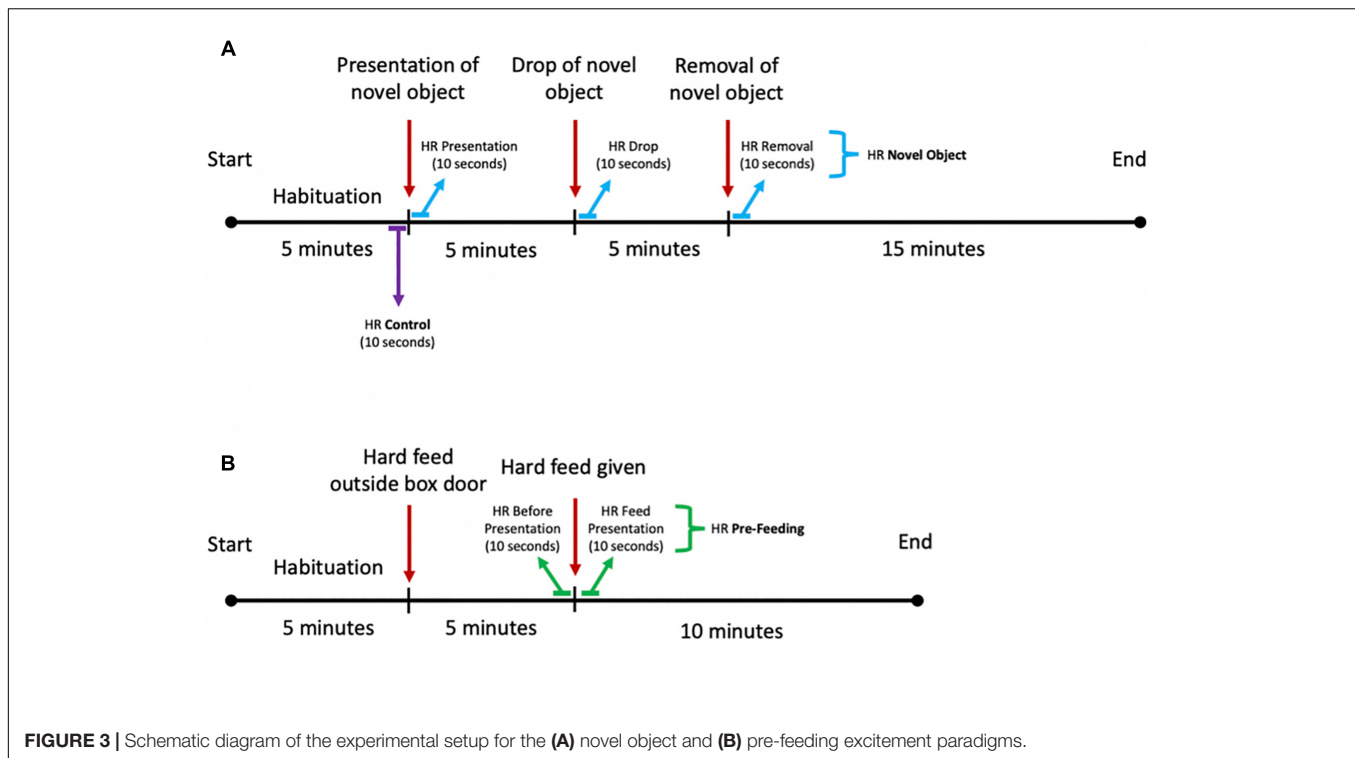 A
Presentation of
novel object
Drop of novel
object
Removal of
novel object
HR Presentation
(10 seconds)
HR Drop
(10 seconds)
HR Removal
(10 seconds)
HR Novel Object
Start
End
Habituation
5 minutes
5 minutes
5 minutes
15 minutes
HR Control
(10 seconds)
B
Hard feed
outside box door
Hard feed given
HR Before
Presentation
(10 seconds)
HR Feed
Presentation
(10 seconds)
HR Pre-Feeding
Start
End
Habituation
5 minutes
5 minutes
10 minutes
FIGURE 3 | Schematic diagram of the experimental setup for the (A) novel object and (B) pre-feeding excitement paradigms.